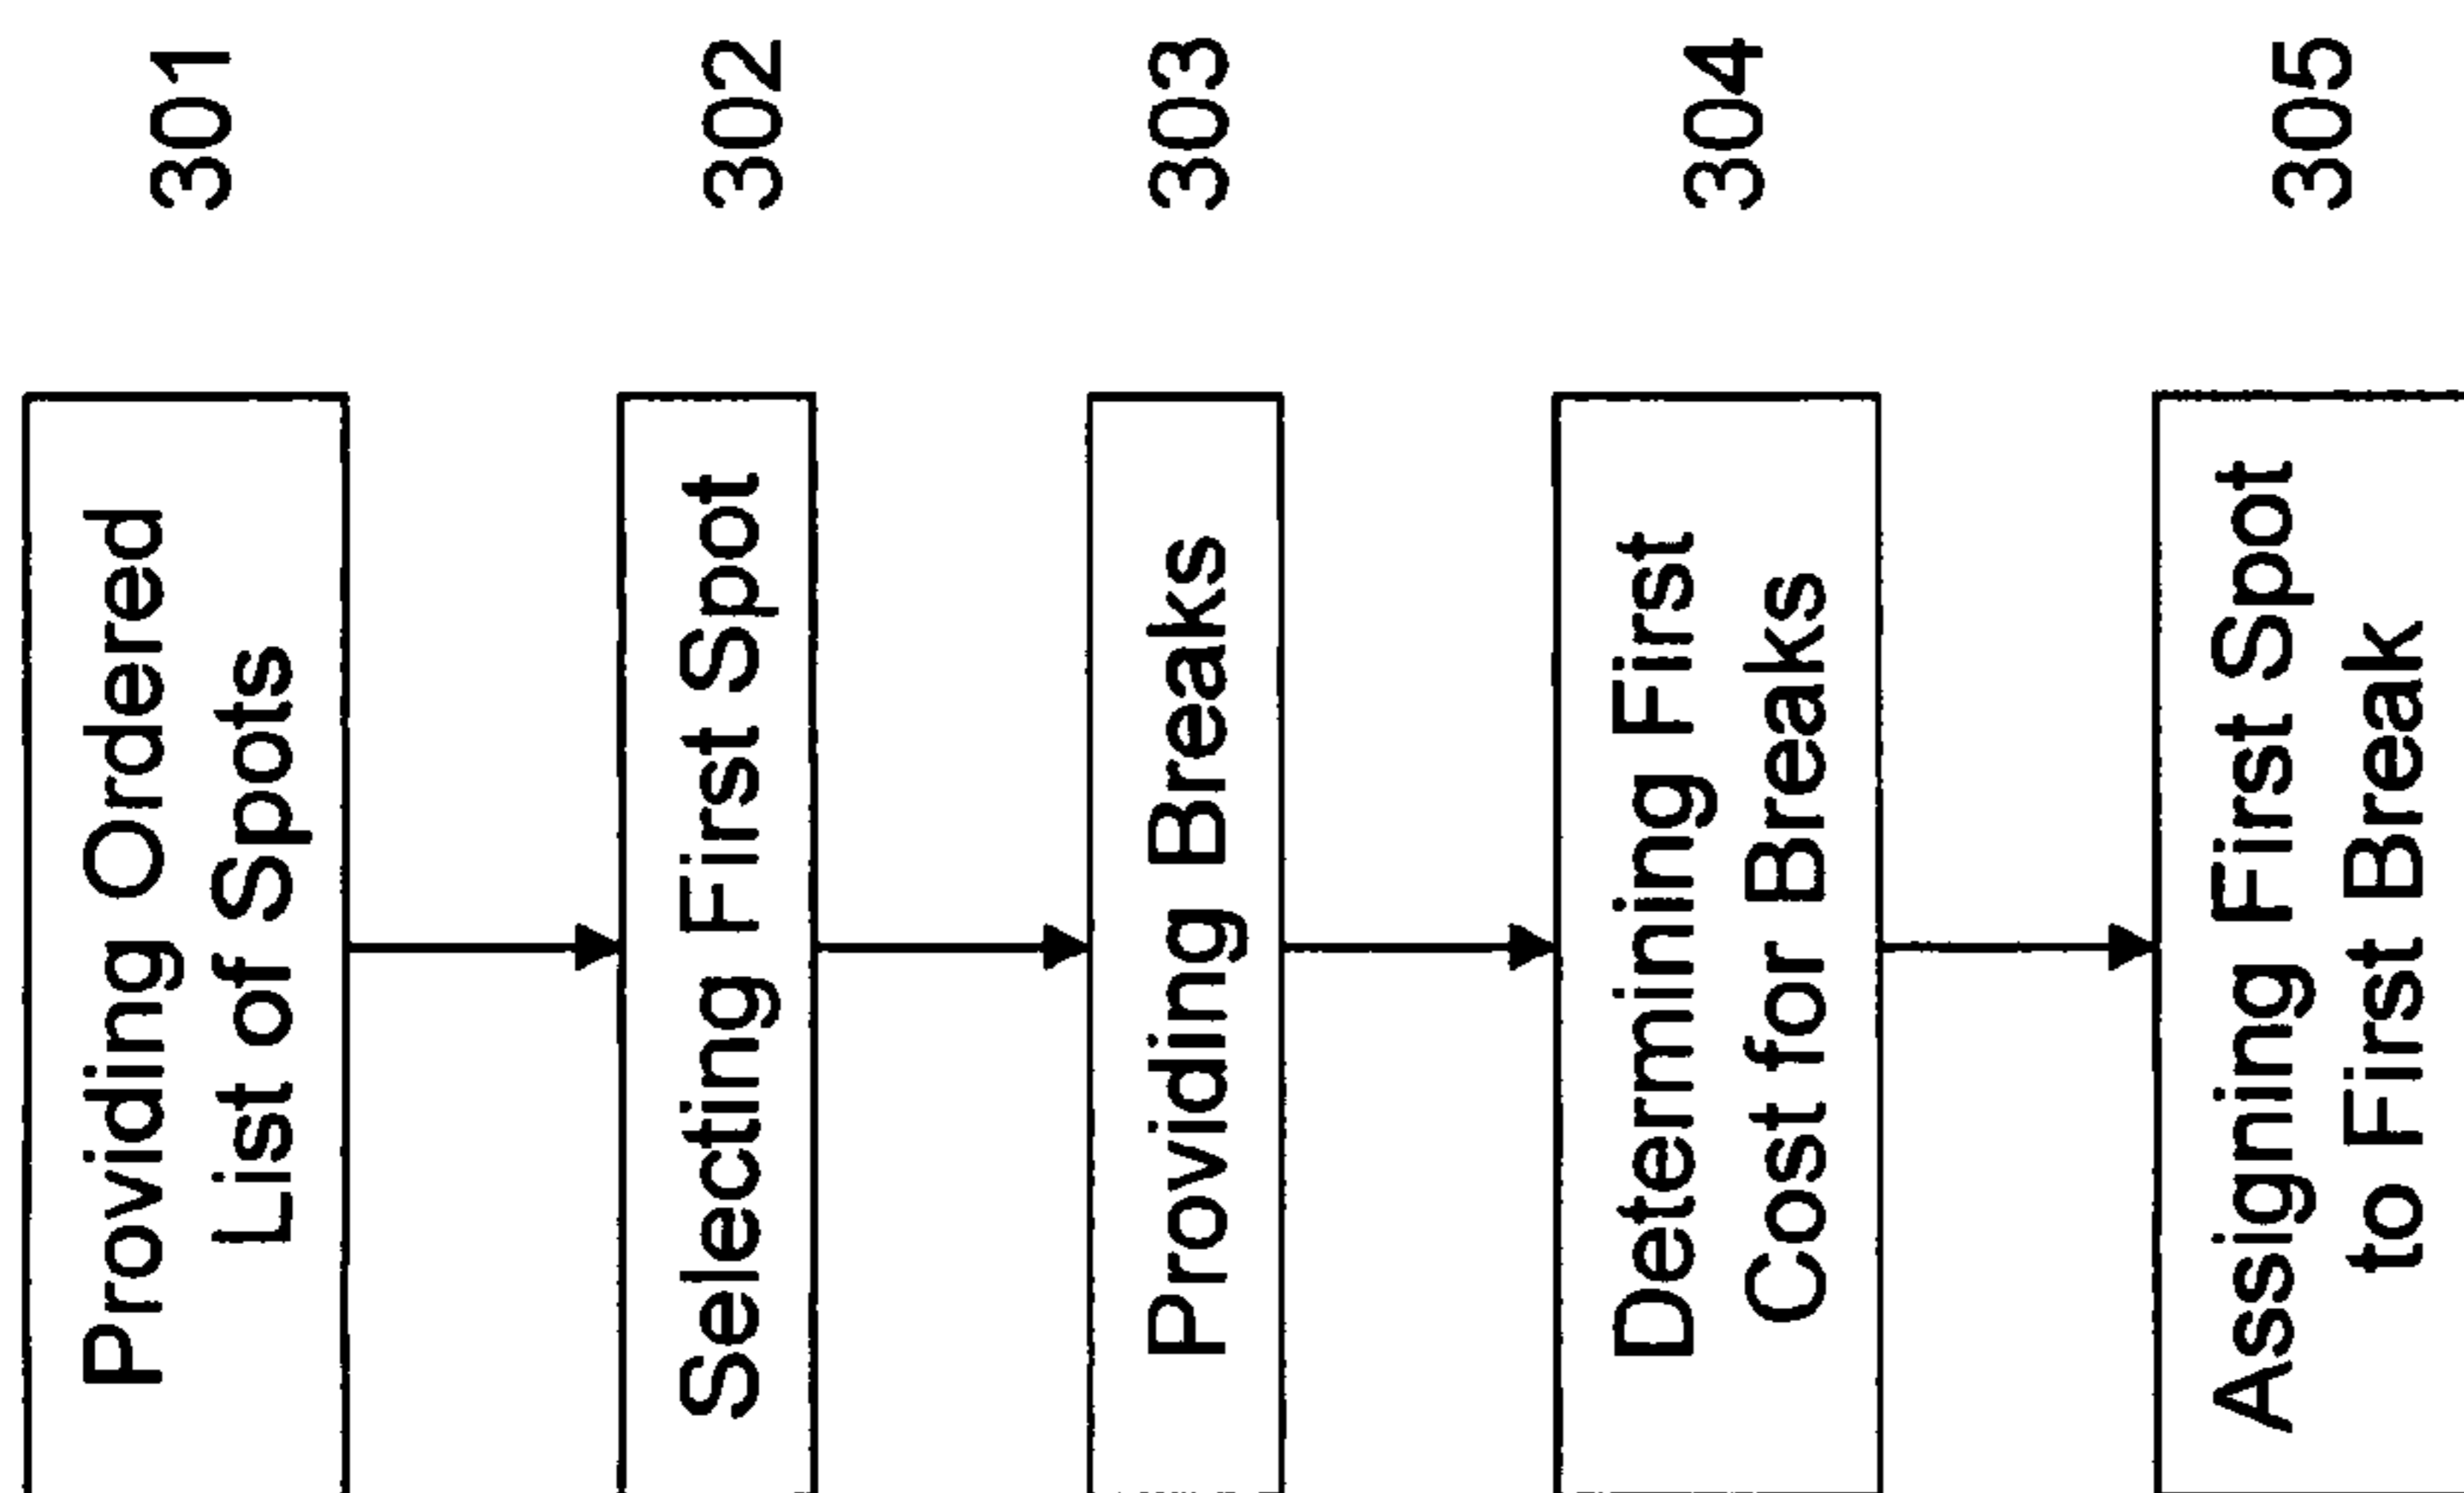 Providing Ordered
List of Spots
301
Selecting First Spot
302
Providing Breaks
303
Determining First
Cost for Breaks
304
Assigning First Spot
to First Break
305